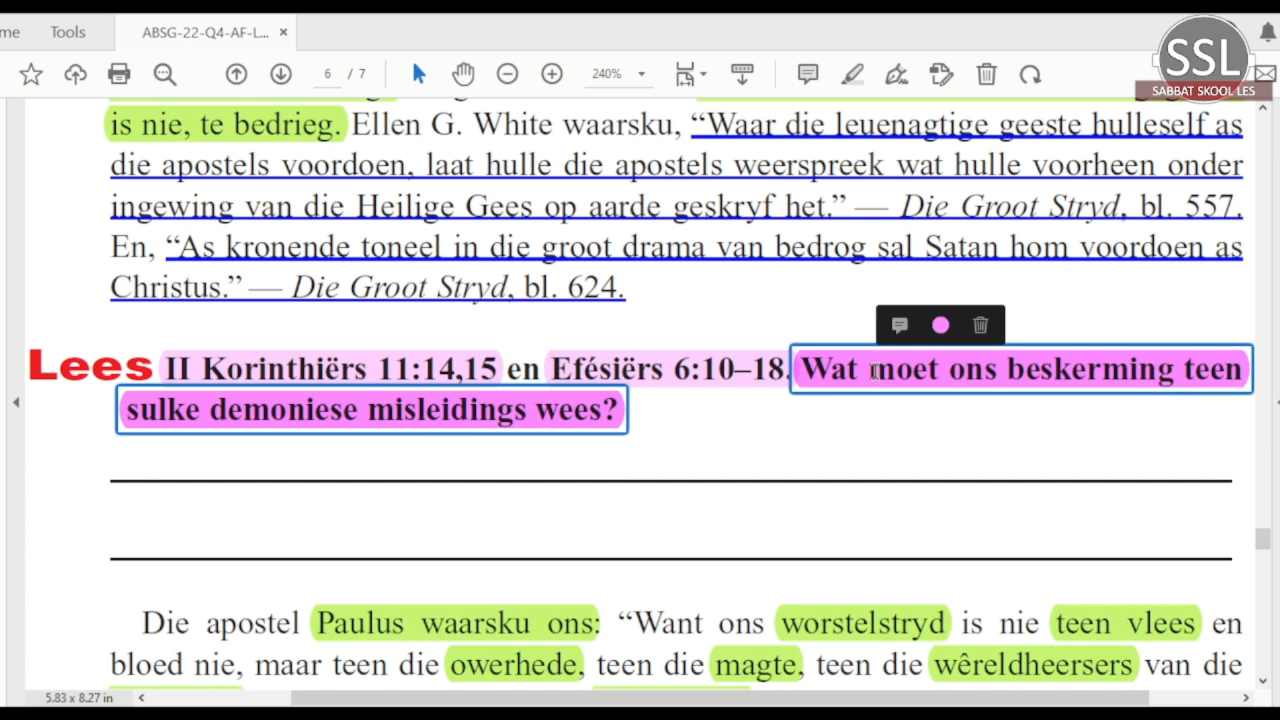 me Tools ABSG-22-Q4-AF-L... ×
SSL
SABBAT SKOOL LES
6 / 7 240%
is nie, te bedrieg. Ellen G. White waarsku, “Waar die leuenagtige geeste hulleself as
die apostels voordoen, laat hulle die apostels weerspreek wat hulle voorheen onder
ingewing van die Heilige Gees op aarde geskryf het.” — Die Groot Stryd, bl. 557.
En, “As kronende toneel in die groot drama van bedrog sal Satan hom voordoen as
Christus.” — Die Groot Stryd, bl. 624.
Lees II Korinthiërs 11:14,15 en Efésiërs 6:10–18. Wat moet ons beskerming teen
sulke demoniese misleidings wees?
Die apostel Paulus waarsku ons: “Want ons worstelstryd is nie teen vlees en
bloed nie, maar teen die owerhede, teen die magte, teen die wêreldheersers van die
5.83 x 8.27 in